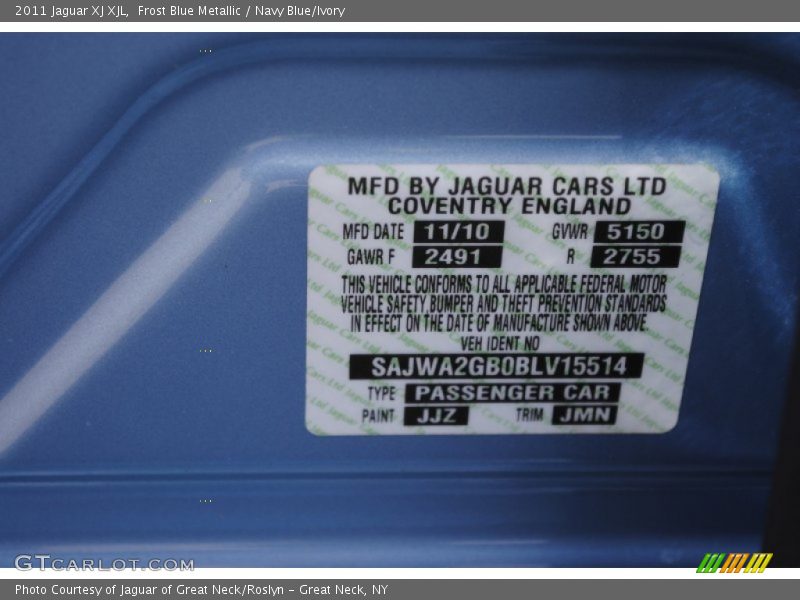 2011 Jaguar XJ XJL,  Frost Blue Metallic / Navy Blue/Ivory
MFD BY JAGUAR CARS LTD
COVENTRY ENGLAND
MFD DATE 11/10 GVWR 5150
GAWR F 2491 R 2755
THIS VEHICLE CONFORMS TO ALL APPLICABLE FEDERAL MOTOR
VEHICLE SAFETY BUMPER AND THEFT PREVENTION STANDARDS
IN EFFECT ON THE DATE OF MANUFACTURE SHOWN ABOVE
VEH IDENT NO
SAJWA2GB0BLV15514
TYPE PASSENGER CAR
PAINT JJZ TRIM JMN
GTCARLOT.COM
Photo Courtesy of Jaguar of Great Neck/Roslyn - Great Neck, NY